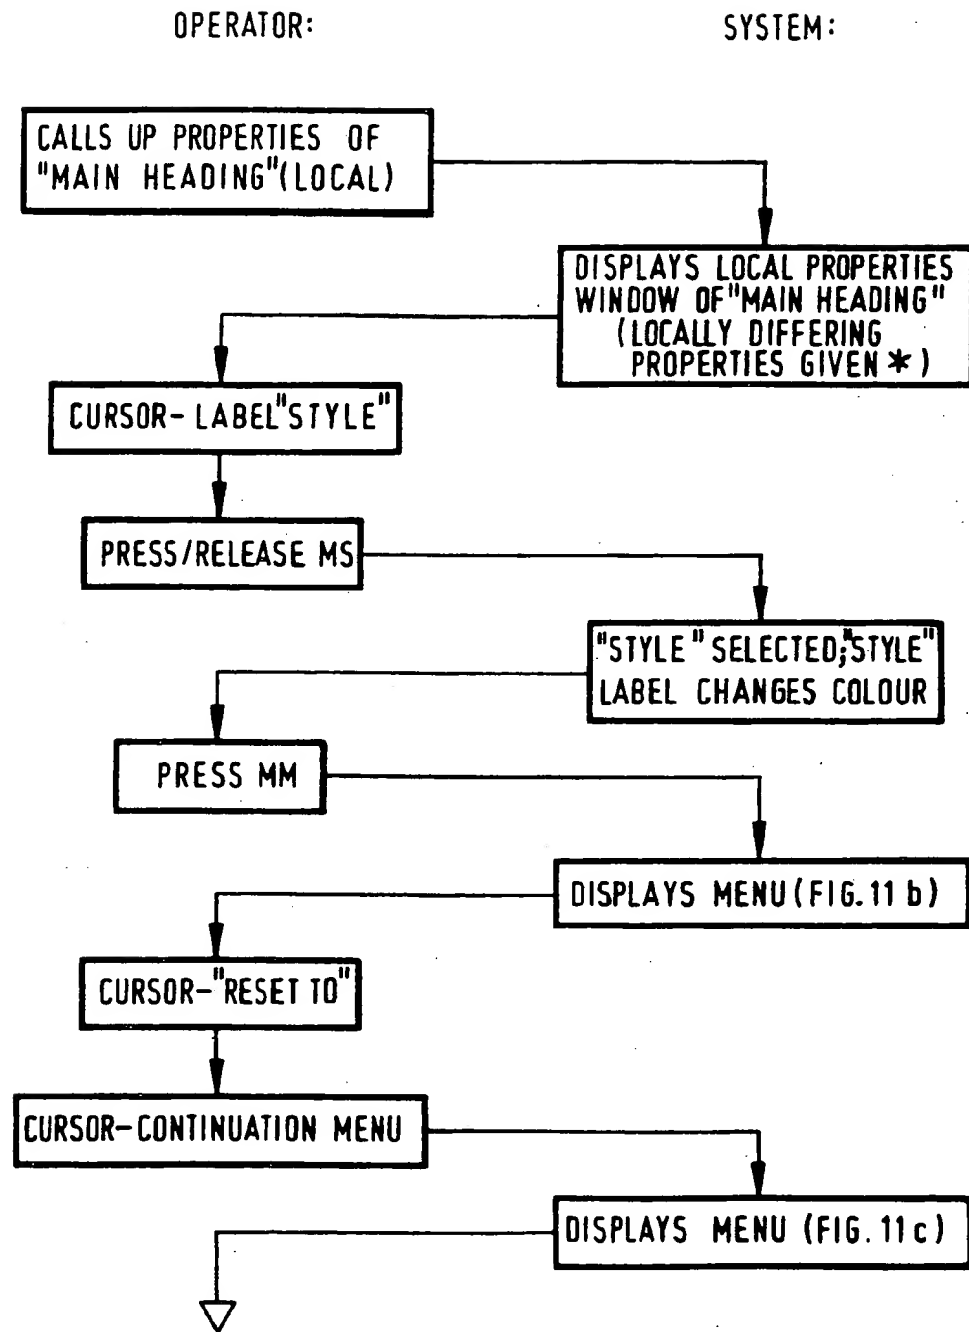 OPERATOR:
SYSTEM:
CALLS UP PROPERTIES OF
"MAIN HEADING"(LOCAL)
DISPLAYS LOCAL PROPERTIES
WINDOW OF "MAIN HEADING"
(LOCALLY DIFFERING
PROPERTIES GIVEN *)
CURSOR- LABEL "STYLE"
PRESS/RELEASE MS
"STYLE" SELECTED; "STYLE"
LABEL CHANGES COLOUR
PRESS MM
DISPLAYS MENU (FIG. 11 b)
CURSOR-"RESET TO"
CURSOR-CONTINUATION MENU
DISPLAYS MENU (FIG. 11 c)